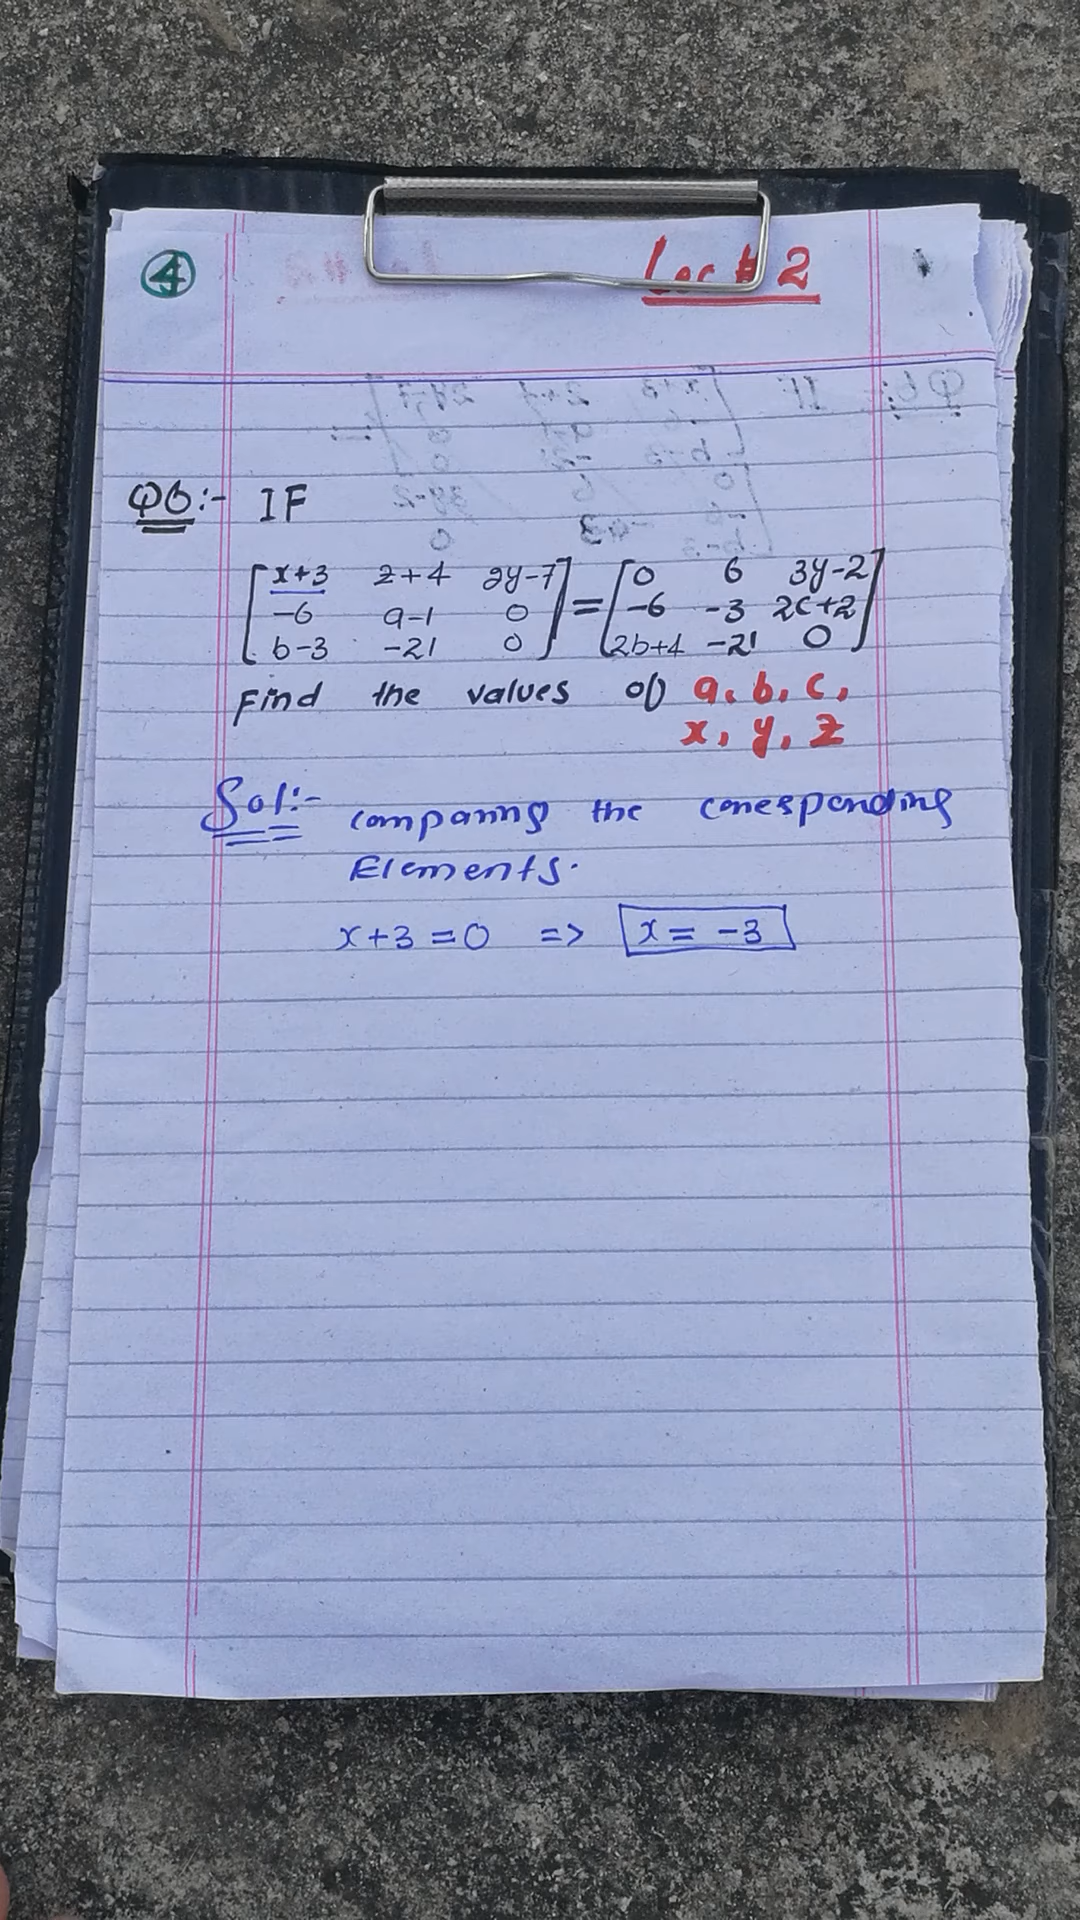 4
Lec # 2
Q6:- IF
[x+3 z+4 2y-7] = [0 6 3y-2]
-6 a-1 0 -6 -3 2c+2
b-3 -21 0 2b+4 -21 0
Find the values of a, b, c,
x, y, z
Sol:- comparing the corresponding
Elements.
x+3 = 0 => x = -3